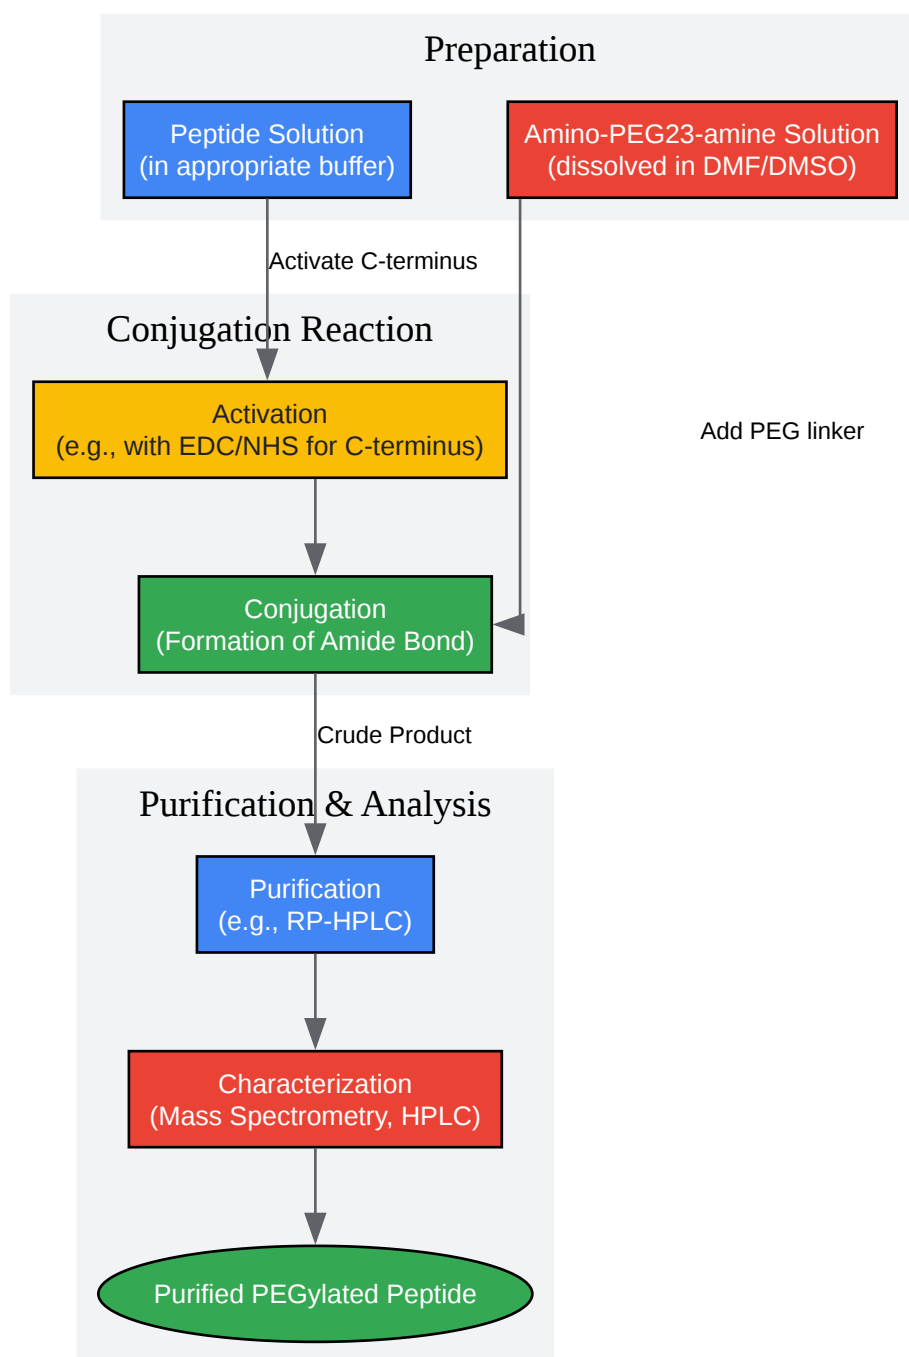 Preparation
Peptide Solution
(in appropriate buffer)
Amino-PEG23-amine Solution
(dissolved in DMF/DMSO)
Activate C-terminus
Conjugation Reaction
Activation
(e.g., with EDC/NHS for C-terminus)
Add PEG linker
Conjugation
(Formation of Amide Bond)
Crude Product
Purification & Analysis
Purification
(e.g., RP-HPLC)
Characterization
(Mass Spectrometry, HPLC)
Purified PEGylated Peptide